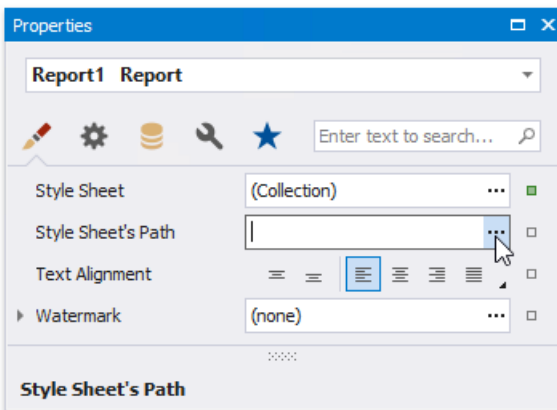 Properties
Report1 Report
Enter text to search...
Style Sheet (Collection)
Style Sheet's Path
Text Alignment
Watermark (none)
Style Sheet's Path